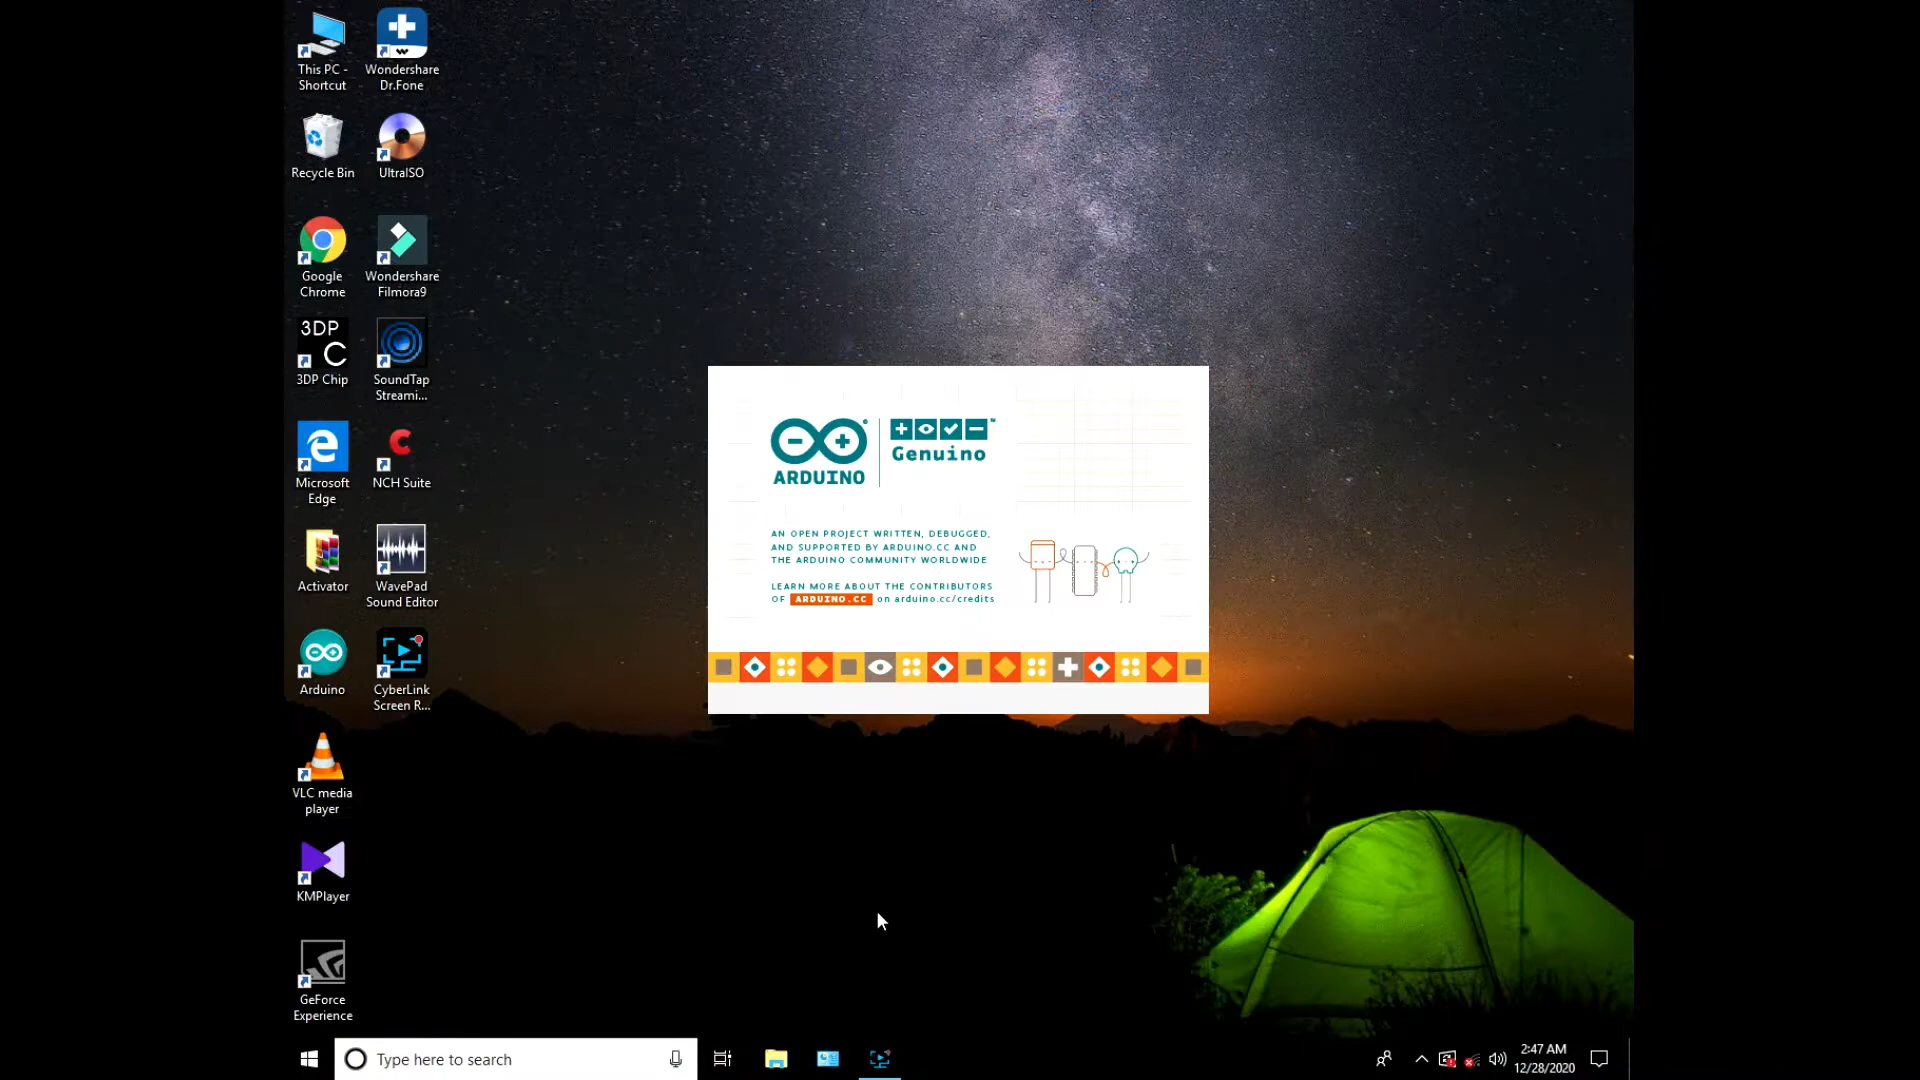 This PC -
Shortcut
Wondershare
Dr.Fone
Recycle Bin
UltraISO
Google
Chrome
Wondershare
Filmora9
3DP
C
3DP Chip
SoundTap
Streami...
Microsoft
Edge
NCH Suite
Activator
WavePad
Sound Editor
Arduino
CyberLink
Screen R...
VLC media
player
KMPlayer
GeForce
Experience
ARDUINO
Genuino
AN OPEN PROJECT WRITTEN, DEBUGGED,
AND SUPPORTED BY ARDUINO.CC AND
THE ARDUINO COMMUNITY WORLDWIDE
LEARN MORE ABOUT THE CONTRIBUTORS
OF ARDUINO.CC on arduino.cc/credits
Type here to search
2:47 AM
12/28/2020